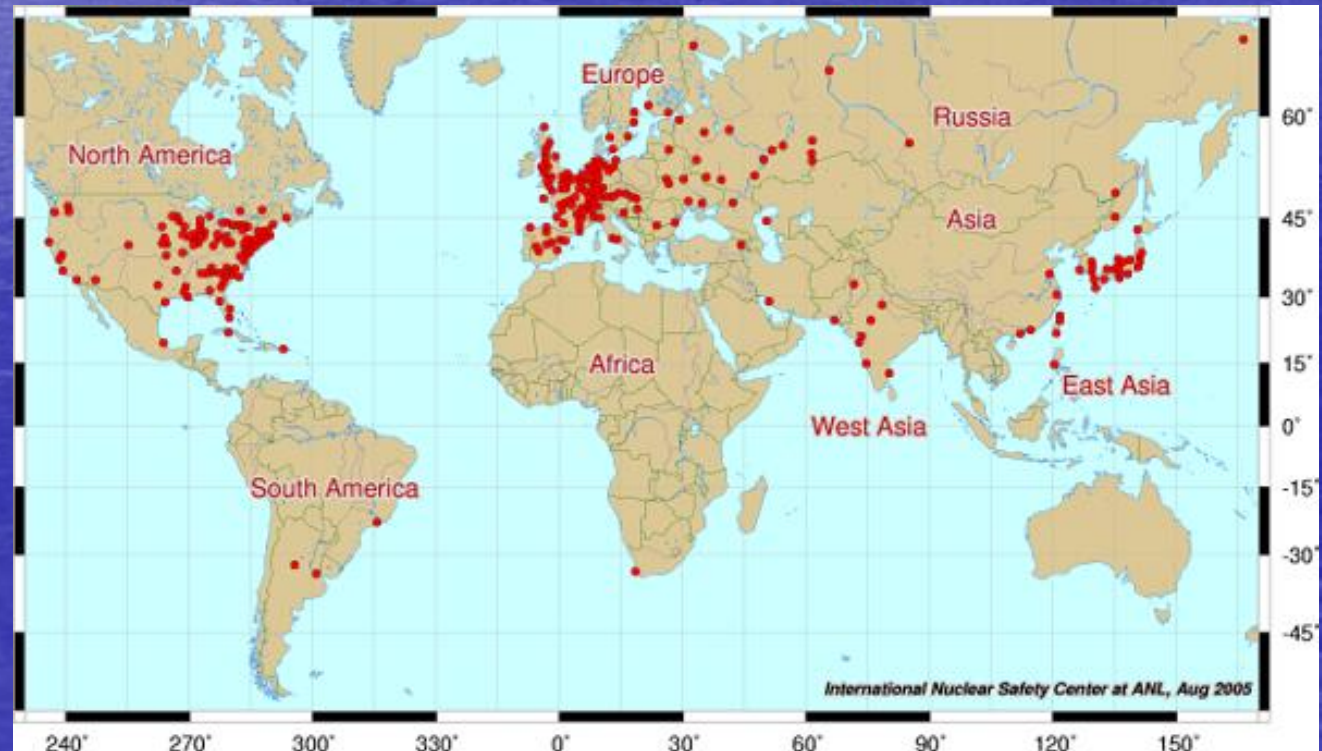 Europe
60°
Russia
North America
45°
Asia
30°
Africa
15°
East Asia
West Asia
0°
South America
-15°
-30°
-45°
International Nuclear Safety Center at ANL, Aug 2005
240° 270° 300° 330° 0° 30° 60° 90° 120° 150°